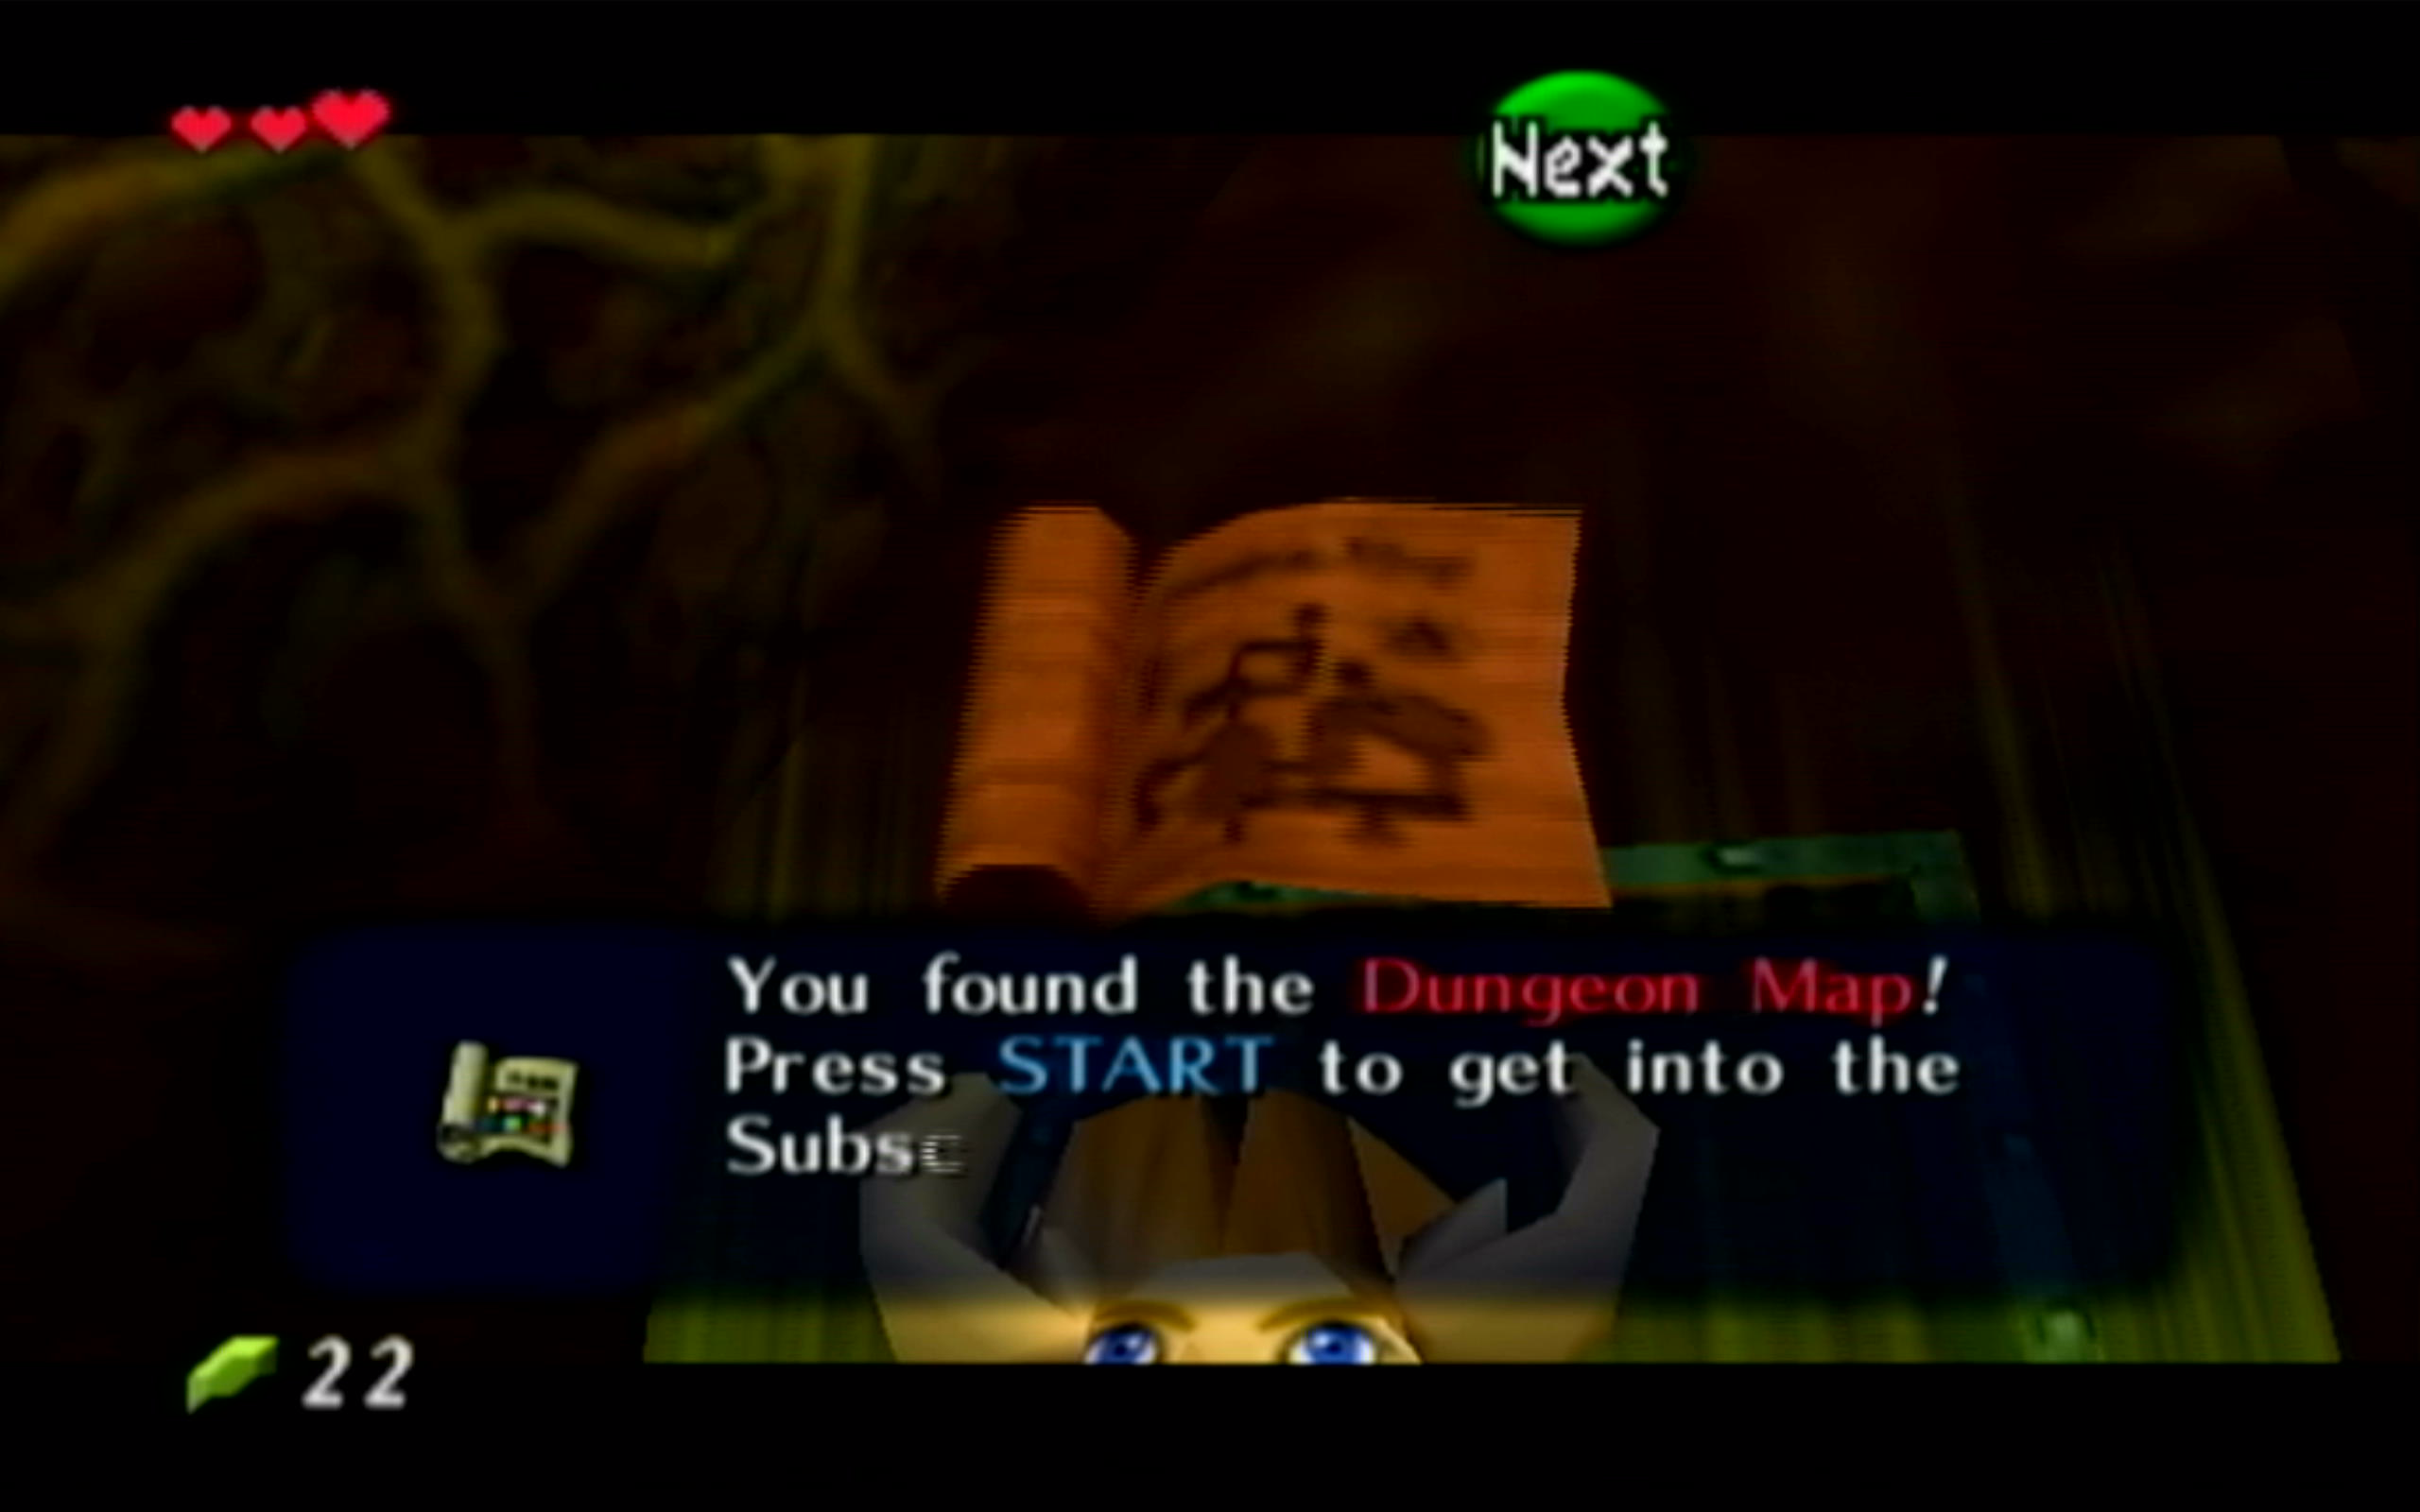 Next
You found the Dungeon Map!
Press START to get into the
Subsc
22